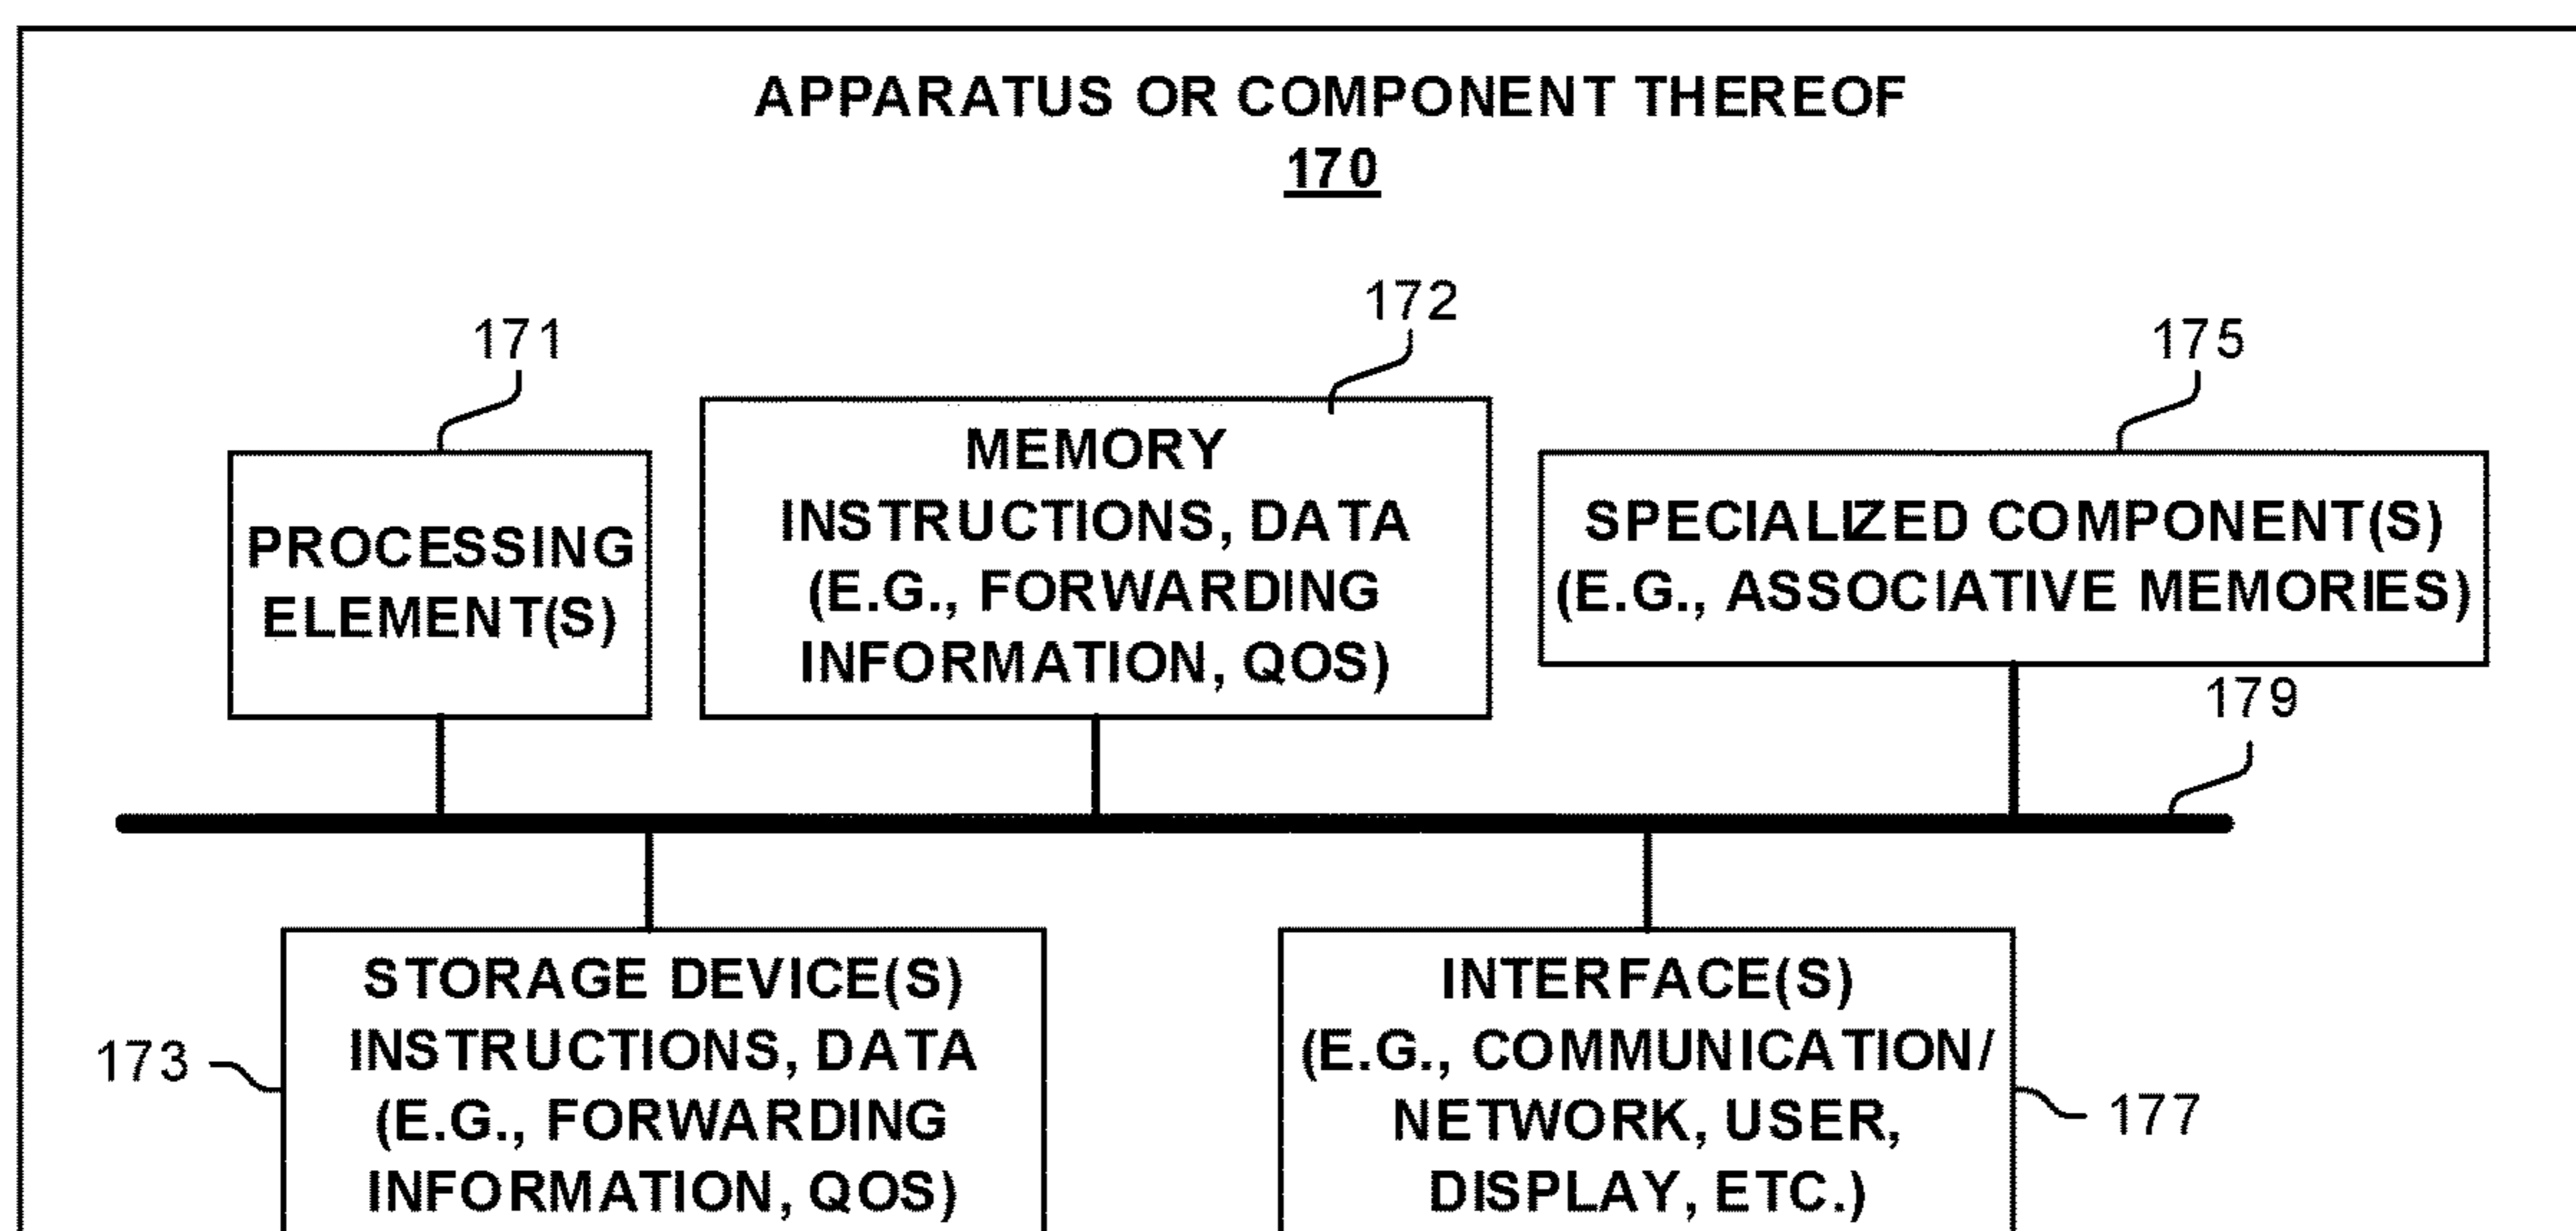 APPARATUS OR COMPONENT THEREOF
170
171
172
175
PROCESSING
ELEMENT(S)
MEMORY
INSTRUCTIONS, DATA
(E.G., FORWARDING
INFORMATION, QOS)
SPECIALIZED COMPONENT(S)
(E.G., ASSOCIATIVE MEMORIES)
179
173
STORAGE DEVICE(S)
INSTRUCTIONS, DATA
(E.G., FORWARDING
INFORMATION, QOS)
INTERFACE(S)
(E.G., COMMUNICATION/
NETWORK, USER,
DISPLAY, ETC.)
177